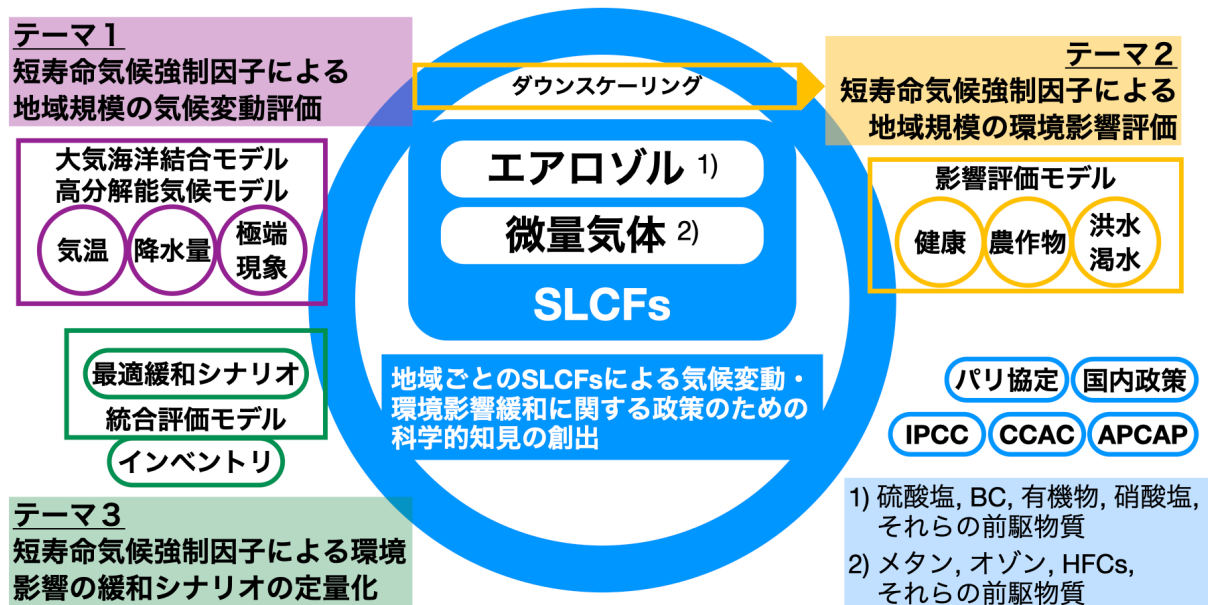 テーマ１
短寿命気候強制因子による
地域規模の気候変動評価
大気海洋結合モデル
高分解能気候モデル
気温
降水量
極端
現象
ダウンスケーリング
エアロゾル 1)
微量気体 2)
SLCFs
地域ごとのSLCFsによる気候変動・
環境影響緩和に関する政策のための
科学的知見の創出
テーマ２
短寿命気候強制因子による
地域規模の環境影響評価
影響評価モデル
健康
農作物
洪水
渇水
最適緩和シナリオ
統合評価モデル
インベントリ
テーマ３
短寿命気候強制因子による環境
影響の緩和シナリオの定量化
パリ協定
国内政策
IPCC
CCAC
APCAP
1) 硫酸塩, BC, 有機物, 硝酸塩,
それらの前駆物質
2) メタン, オゾン, HFCs,
それらの前駆物質